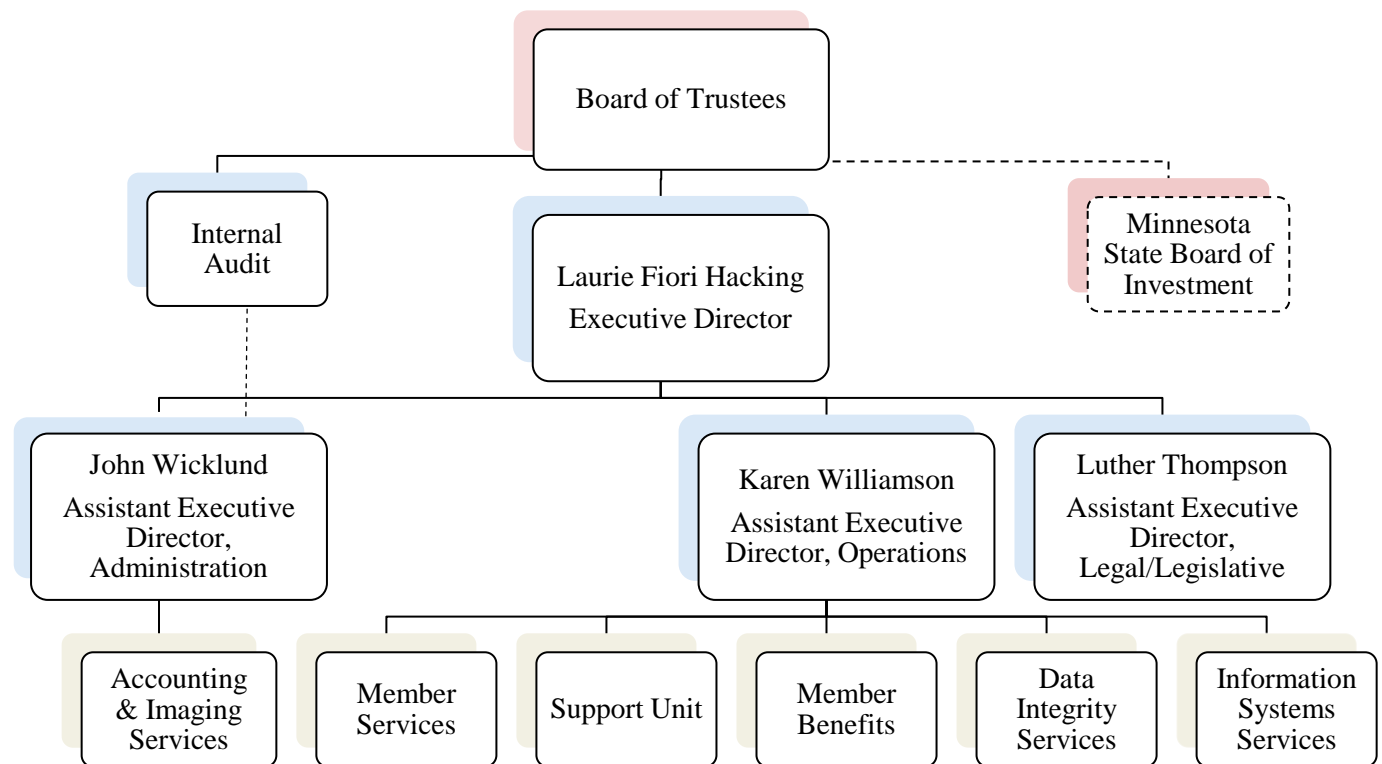 Board of Trustees
Internal
Audit
Laurie Fiori Hacking
Executive Director
Minnesota
State Board of
Investment
John Wicklund
Assistant Executive
Director,
Administration
Karen Williamson
Assistant Executive
Director, Operations
Luther Thompson
Assistant Executive
Director,
Legal/Legislative
Accounting
& Imaging
Services
Member
Services
Support Unit
Member
Benefits
Data
Integrity
Services
Information
Systems
Services